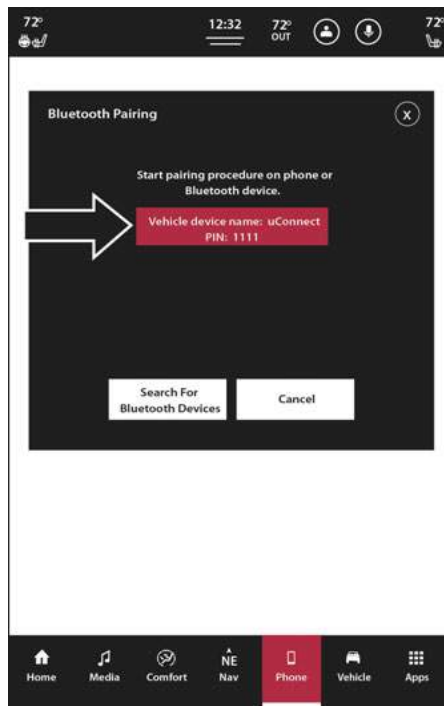 72°
12:32
72°
OUT
72°
Bluetooth Pairing
X
Start pairing procedure on phone or
Bluetooth device.
Vehicle device name: uConnect
PIN: 1111
Search For
Bluetooth Devices
Cancel
NE
Home
Media
Comfort
Nav
Phone
Vehicle
Apps